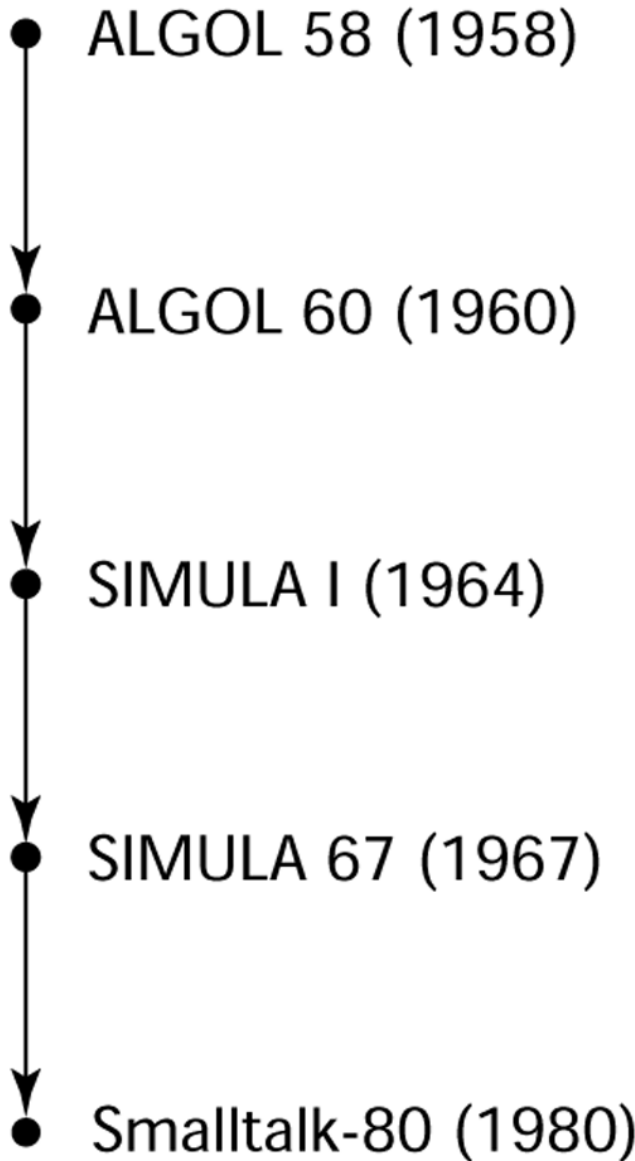 ALGOL 58 (1958)
ALGOL 60 (1960)
SIMULA I (1964)
SIMULA 67 (1967)
Smalltalk-80 (1980)